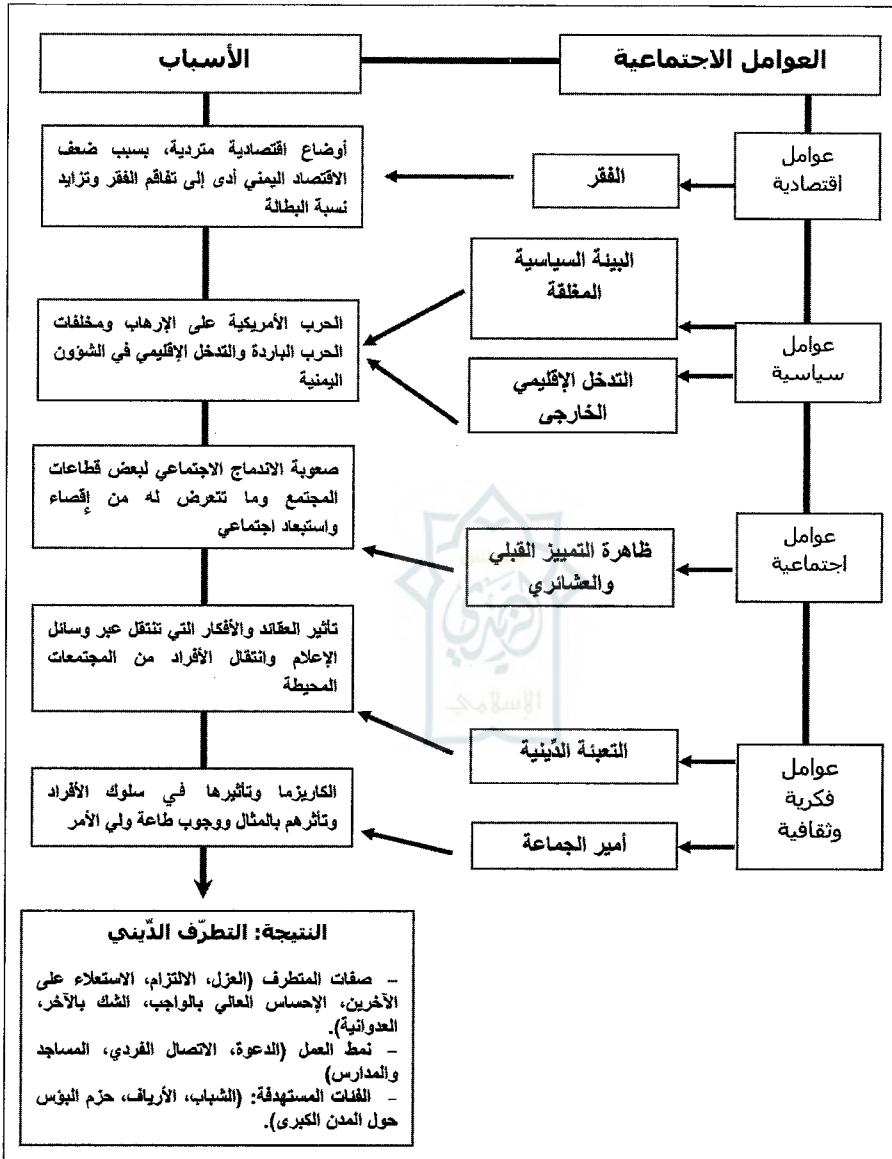 العوامل الاجتماعية
الأسباب
عوامل
اقتصادية
الفقر
أوضاع اقتصادية متردية، بسبب ضعف
الاقتصاد اليمني أدى إلى تفاقم الفقر وتزايد
نسبة البطالة
عوامل
سياسية
البيئة السياسية
المغلقة
التدخل الإقليمي
الخارجى
الحرب الأمريكية على الإرهاب ومخلفات
الحرب الباردة والتدخل الإقليمي في الشؤون
اليمنية
عوامل
اجتماعية
ظاهرة التمييز القبلي
والعشائري
صعوبة الاندماج الاجتماعي لبعض قطاعات
المجتمع وما تتعرض له من إقصاء
واستبعاد اجتماعي
عوامل
فكرية
وثقافية
التعبئة الدِّينية
تأثير العقائد والأفكار التي تنتقل عبر وسائل
الإعلام وانتقال الأفراد من المجتمعات
المحيطة
أمير الجماعة
الكاريزما وتأثيرها في سلوك الأفراد
وتأثرهم بالمثال ووجوب طاعة ولي الأمر
النتيجة: التطرّف الدِّيني
– صفات المتطرف (العزل، الالتزام، الاستعلاء على
الآخرين، الإحساس العالي بالواجب، الشك بالآخر،
العدوانية).
– نمط العمل (الدعوة، الاتصال الفردي، المساجد
والمدارس)
– الفئات المستهدفة: (الشباب، الأرياف، حزم البؤس
حول المدن الكبرى).
الإسلامي